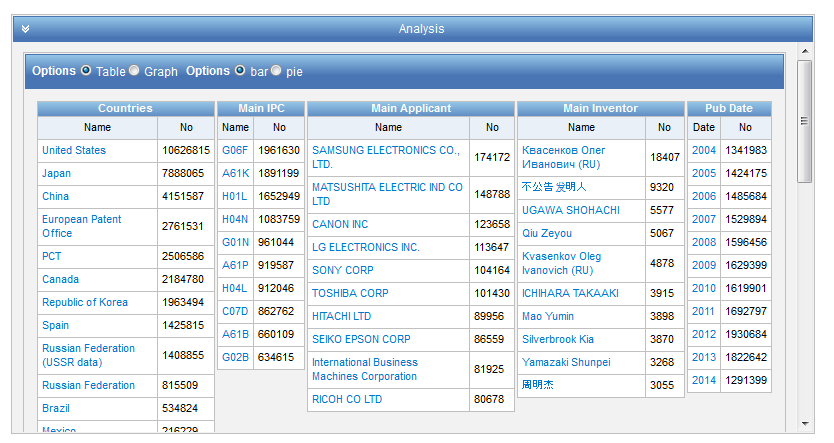 Analysis
Options Table Graph Options bar pie
Countries
Name No
United States 10626815
Japan 7888065
China 4151587
European Patent
Office 2761531
PCT 2506586
Canada 2184780
Republic of Korea 1963494
Spain 1425815
Russian Federation
(USSR data) 1408855
Russian Federation 815509
Brazil 534824
Mexico 216229
Main IPC
Name No
G06F 1961630
A61K 1891199
H01L 1652949
H04N 1083759
G01N 961044
A61P 919587
H04L 912046
C07D 862762
A61B 660109
G02B 634615
Main Applicant
Name No
SAMSUNG ELECTRONICS CO.,
LTD. 174172
MATSUSHITA ELECTRIC IND CO
LTD 148788
CANON INC 123658
LG ELECTRONICS INC. 113647
SONY CORP 104164
TOSHIBA CORP 101430
HITACHI LTD 89956
SEIKO EPSON CORP 86559
International Business
Machines Corporation 81925
RICOH CO LTD 80678
Main Inventor
Name No
Квасенков Олег
Иванович (RU) 18407
不公告发明人 9320
UGAWA SHOHACHI 5577
Qiu Zeyou 5067
Kvasenkov Oleg
Ivanovich (RU) 4878
ICHIHARA TAKAAKI 3915
Mao Yumin 3898
Silverbrook Kia 3870
Yamazaki Shunpei 3268
周明杰 3055
Pub Date
Date No
2004 1341983
2005 1424175
2006 1485684
2007 1529894
2008 1596456
2009 1629399
2010 1619901
2011 1692797
2012 1930684
2013 1822642
2014 1291399